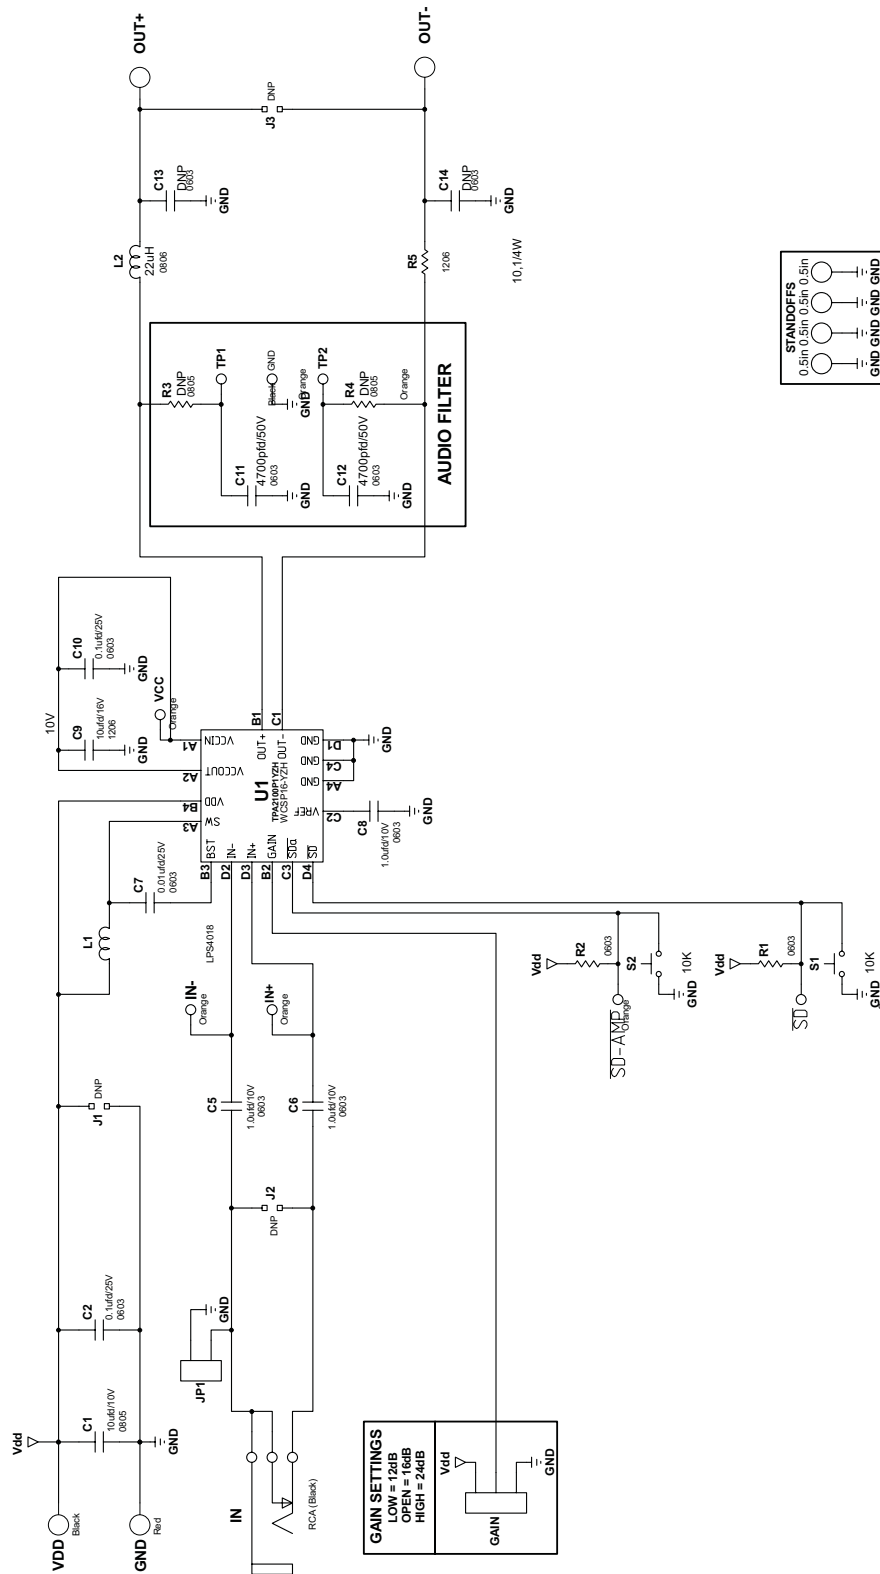 OUT+
OUT-
DNP
J3
C13
DNP
0603
GND
C14
DNP
0603
GND
L2
22uH
0806
R5
1206
10,1/4W
STANDOFFS
0.5in 0.5in 0.5in 0.5in
GND GND GND GND
R3
DNP
0805
TP1
GND
Black
GND
Orange
TP2
R4
DNP
0805
Orange
C11
4700pfd/50V
0603
GND
C12
4700pfd/50V
0603
GND
AUDIO FILTER
C10
0.1ufd/25V
0603
GND
10V
C9
10ufd/16V
1206
GND
VCC
Orange
A1
A2
B4
A3
VCCIN
VCCOUT
VDD
SW
B1
C1
OUT+
OUT-
U1
TPA2100P1YZH
WCSP16-YZH
GND
GND
GND
D1
C4
A4
GND
VREF
C2
C8
1.0ufd/10V
0603
GND
BST
IN-
IN+
GAIN
SDa
SD
B3
D2
D3
B2
C3
D4
C7
0.01ufd/25V
0603
L1
LPS4018
IN-
Orange
IN+
Orange
Vdd
R2
0603
S2
10K
GND
SD-AMP
Orange
Vdd
R1
0603
S1
10K
GND
SD
DNP
J1
C5
1.0ufd/10V
0603
C6
1.0ufd/10V
0603
J2
DNP
C2
0.1ufd/25V
0603
GND
JP1
Vdd
C1
10ufd/10V
0805
GND
VDD
Black
GND
Red
IN
RCA (Black)
GAIN SETTINGS
LOW = 12dB
OPEN = 16dB
HIGH = 24dB
Vdd
GND
GAIN